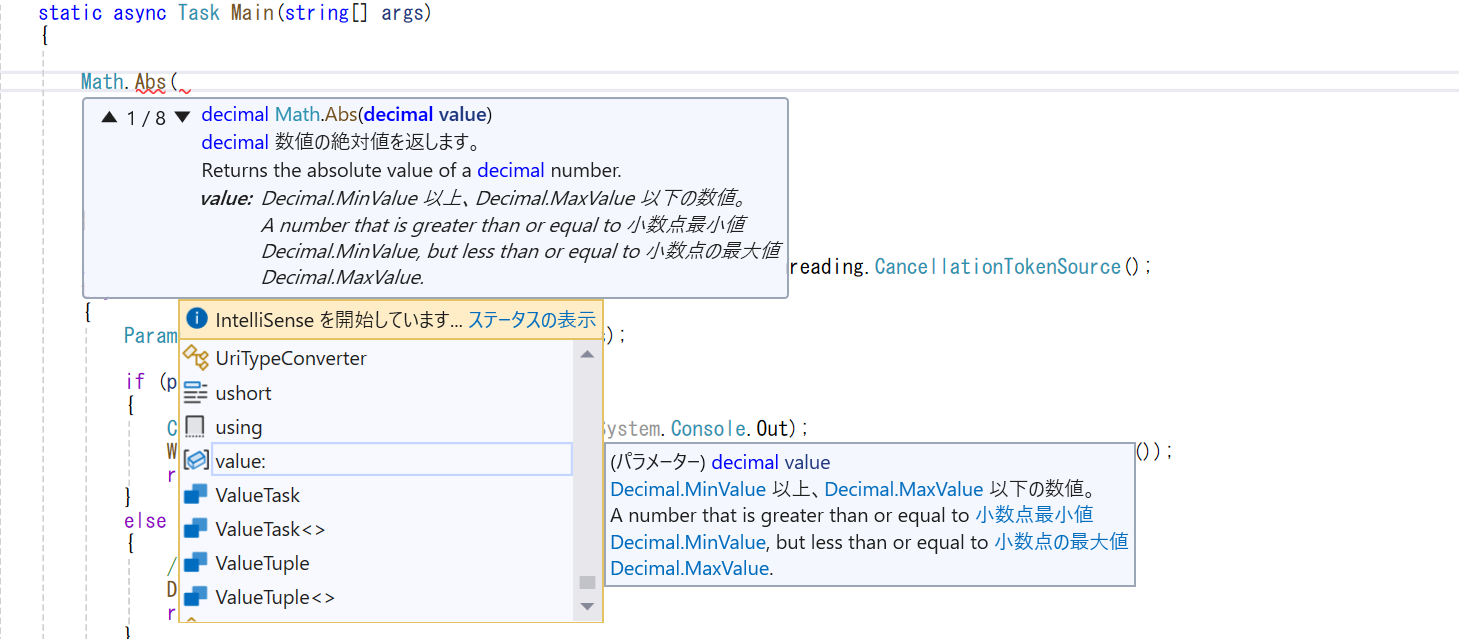 static async Task Main(string[] args)
{
Math.Abs(
▲ 1 / 8 ▼ decimal Math.Abs(decimal value)
decimal 数値の絶対値を返します。
Returns the absolute value of a decimal number.
value: Decimal.MinValue 以上、Decimal.MaxValue 以下の数値。
A number that is greater than or equal to 小数点最小値
Decimal.MinValue, but less than or equal to 小数点の最大値
Decimal.MaxValue.
reading.CancellationTokenSource();
{
IntelliSense を開始しています... ステータスの表示
Param );
UriTypeConverter
if (p
ushort
{
using
C ystem.Console.Out);
W ());
value:
r
ValueTask
}
else
ValueTask<>
{
ValueTuple
/
D
ValueTuple<>
r
}
(パラメーター) decimal value
Decimal.MinValue 以上、Decimal.MaxValue 以下の数値。
A number that is greater than or equal to 小数点最小値
Decimal.MinValue, but less than or equal to 小数点の最大値
Decimal.MaxValue.